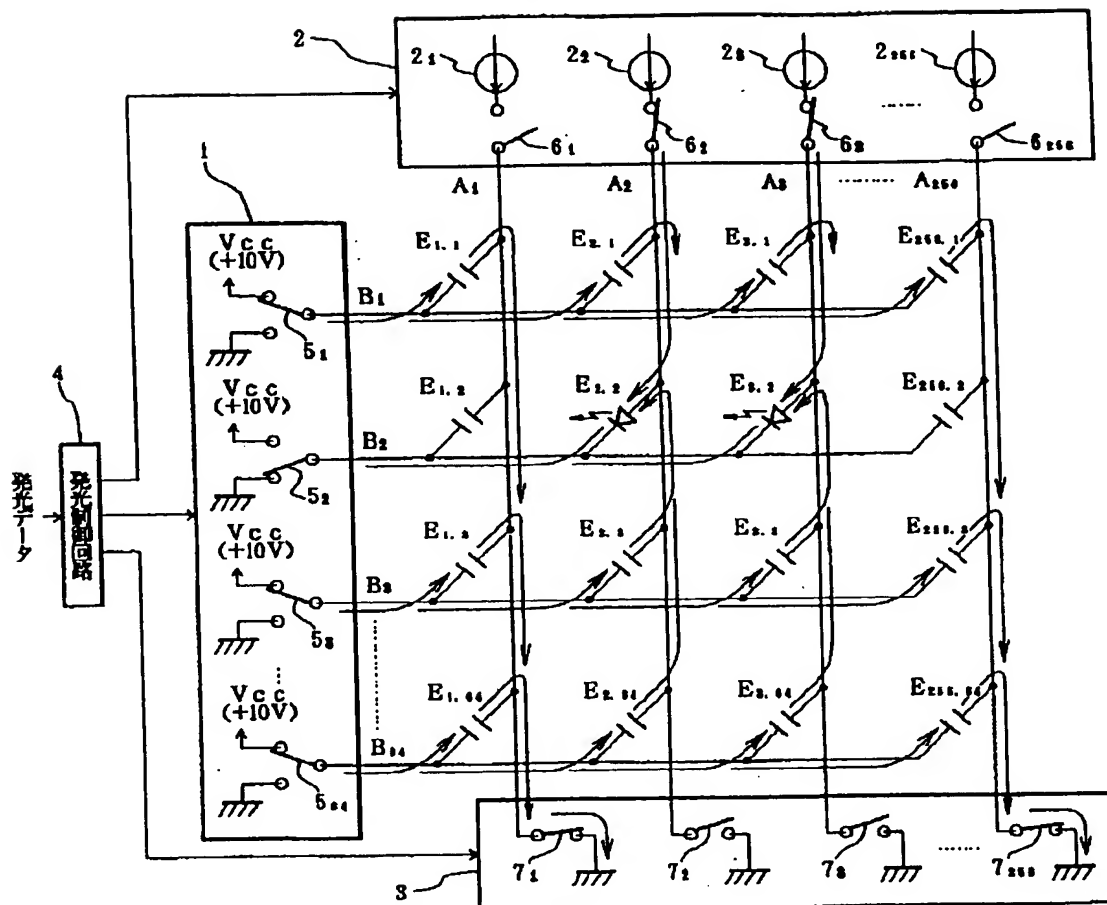 2
2₁ 2₂ 2₃ 2₂₅₆
6₁ 6₂ 6₃ 6₂₅₆
A₁ A₂ A₃ A₂₅₆
1
Vcc
(+10V)
B₁
5₁
E₁.₁ E₂.₁ E₃.₁ E₂₅₆.₁
4
発光データ
発光制御回路
Vcc
(+10V)
B₂
5₂
E₁.₂ E₂.₂ E₃.₂ E₂₅₆.₂
Vcc
(+10V)
B₃
5₃
E₁.₃ E₂.₃ E₃.₃ E₂₅₆.₃
Vcc
(+10V)
B₆₄
5₆₄
E₁.₆₄ E₂.₆₄ E₃.₆₄ E₂₅₆.₆₄
3
7₁ 7₂ 7₃ 7₂₅₆